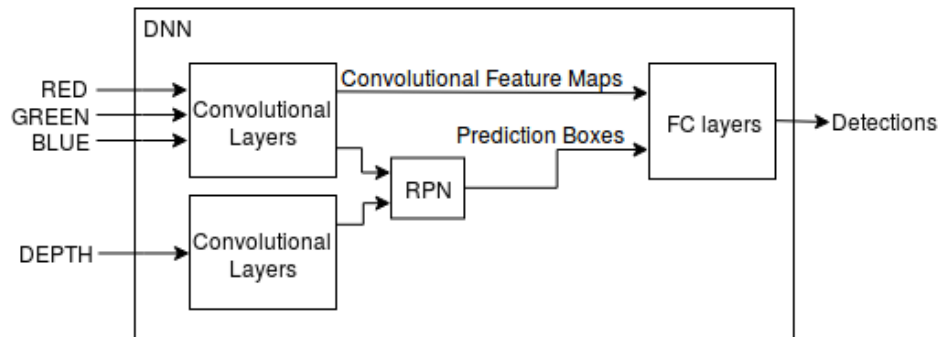 DNN
RED
GREEN
BLUE
Convolutional
Layers
Convolutional Feature Maps
Prediction Boxes
FC layers
Detections
RPN
DEPTH
Convolutional
Layers